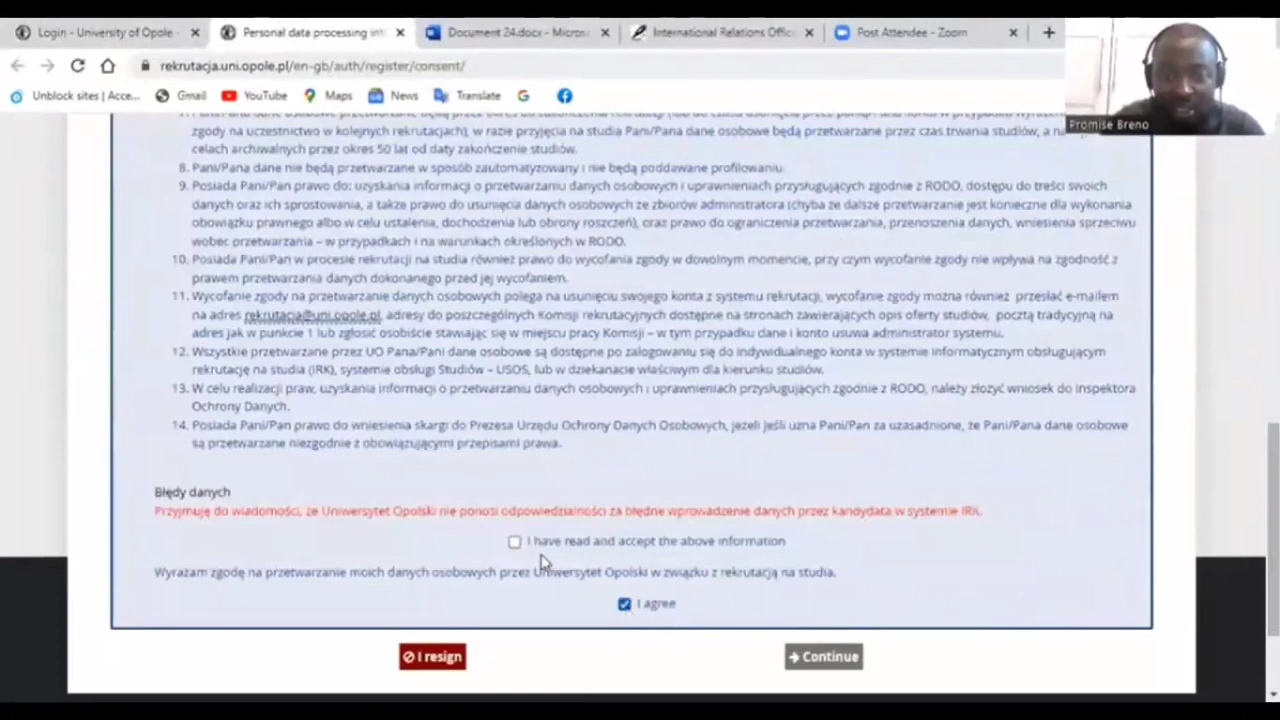 Login - University of Opole -
Personal data processing inf
Document 24.docx - Micros
International Relations Offic
Post Attendee - Zoom
rekrutacja.uni.opole.pl/en-gb/auth/register/consent/
Unblock sites | Acce...
Gmail
YouTube
Maps
News
Translate
Promise Breno
zgody na uczestnictwo w kolejnych rekrutacjach), w razie przyjęcia na studia Pani/Pana dane osobowe będą przetwarzane przez czas trwania studiów, a na
celach archiwalnych przez okres 50 lat od daty zakończenie studiów.
8. Pani/Pana dane nie będą przetwarzane w sposób zautomatyzowany i nie będą poddawane profilowaniu.
9. Posiada Pani/Pan prawo do: uzyskania informacji o przetwarzaniu danych osobowych i uprawnieniach przysługujących zgodnie z RODO, dostępu do treści swoich
danych oraz ich sprostowania, a także prawo do usunięcia danych osobowych ze zbiorów administratora (chyba że dalsze przetwarzanie jest konieczne dla wykonania
obowiązku prawnego albo w celu ustalenia, dochodzenia lub obrony roszczeń), oraz prawo do ograniczenia przetwarzania, przenoszenia danych, wniesienia sprzeciwu
wobec przetwarzania – w przypadkach i na warunkach określonych w RODO.
10. Posiada Pani/Pan w procesie rekrutacji na studia również prawo do wycofania zgody w dowolnym momencie, przy czym wycofanie zgody nie wpływa na zgodność z
prawem przetwarzania danych dokonanego przed jej wycofaniem.
11. Wycofanie zgody na przetwarzanie danych osobowych polega na usunięciu swojego konta z systemu rekrutacji, wycofanie zgody można również przesłać e-mailem
na adres rekrutacja@uni.opole.pl, adresy do poszczególnych Komisji rekrutacyjnych dostępne na stronach zawierających opis oferty studiów, pocztą tradycyjną na
adres jak w punkcie 1 lub zgłosić osobiście stawiając się w miejscu pracy Komisji – w tym przypadku dane i konto usuwa administrator systemu.
12. Wszystkie przetwarzane przez UO Pana/Pani dane osobowe są dostępne po zalogowaniu się do indywidualnego konta w systemie informatycznym obsługującym
rekrutację na studia (IRK), systemie obsługi Studiów – USOS, lub w dziekanacie właściwym dla kierunku studiów.
13. W celu realizacji praw, uzyskania informacji o przetwarzaniu danych osobowych i uprawnieniach przysługujących zgodnie z RODO, należy złożyć wniosek do Inspektora
Ochrony Danych.
14. Posiada Pani/Pan prawo do wniesienia skargi do Prezesa Urzędu Ochrony Danych Osobowych, jeżeli jeśli uzna Pani/Pan za uzasadnione, że Pani/Pana dane osobowe
są przetwarzane niezgodnie z obowiązującymi przepisami prawa.
Błędy danych
Przyjmuję do wiadomości, że Uniwersytet Opolski nie ponosi odpowiedzialności za błędne wprowadzenie danych przez kandydata w systemie IRK.
I have read and accept the above information
Wyrażam zgodę na przetwarzanie moich danych osobowych przez Uniwersytet Opolski w związku z rekrutacją na studia.
I agree
I resign
Continue